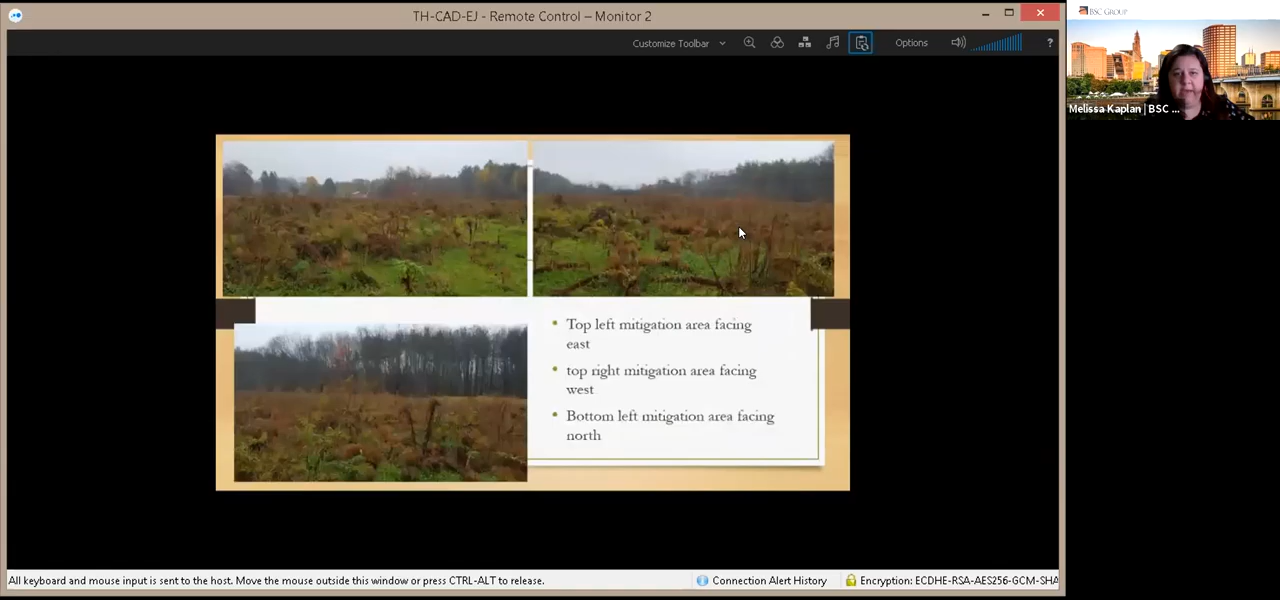 TH-CAD-EJ - Remote Control – Monitor 2
Customize Toolbar
Options
?
BSC GROUP
Melissa Kaplan | BSC ...
• Top left mitigation area facing
east
• top right mitigation area facing
west
• Bottom left mitigation area facing
north
All keyboard and mouse input is sent to the host. Move the mouse outside this window or press CTRL-ALT to release.
Connection Alert History
Encryption: ECDHE-RSA-AES256-GCM-SHA